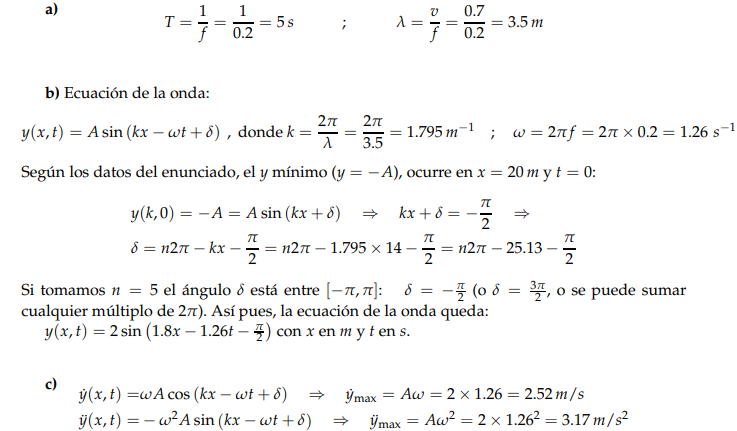 a)
T = 1/f = 1/0.2 = 5 s ; λ = v/f = 0.7/0.2 = 3.5 m
b) Ecuación de la onda:
y(x, t) = A sin (kx − ωt + δ) , donde k = 2π/λ = 2π/3.5 = 1.795 m⁻¹ ; ω = 2πf = 2π × 0.2 = 1.26 s⁻¹
Según los datos del enunciado, el y mínimo (y = −A), ocurre en x = 20 m y t = 0:
y(k, 0) = −A = A sin (kx + δ) ⇒ kx + δ = −π/2 ⇒
δ = n2π − kx − π/2 = n2π − 1.795 × 14 − π/2 = n2π − 25.13 − π/2
Si tomamos n = 5 el ángulo δ está entre [−π, π]: δ = −π/2 (o δ = 3π/2, o se puede sumar
cualquier múltiplo de 2π). Así pues, la ecuación de la onda queda:
y(x, t) = 2 sin (1.8x − 1.26t − π/2) con x en m y t en s.
c)
ẏ(x, t) =ωA cos (kx − ωt + δ) ⇒ ẏmax = Aω = 2 × 1.26 = 2.52 m/s
ÿ(x, t) = − ω²A sin (kx − ωt + δ) ⇒ ÿmax = Aω² = 2 × 1.26² = 3.17 m/s²